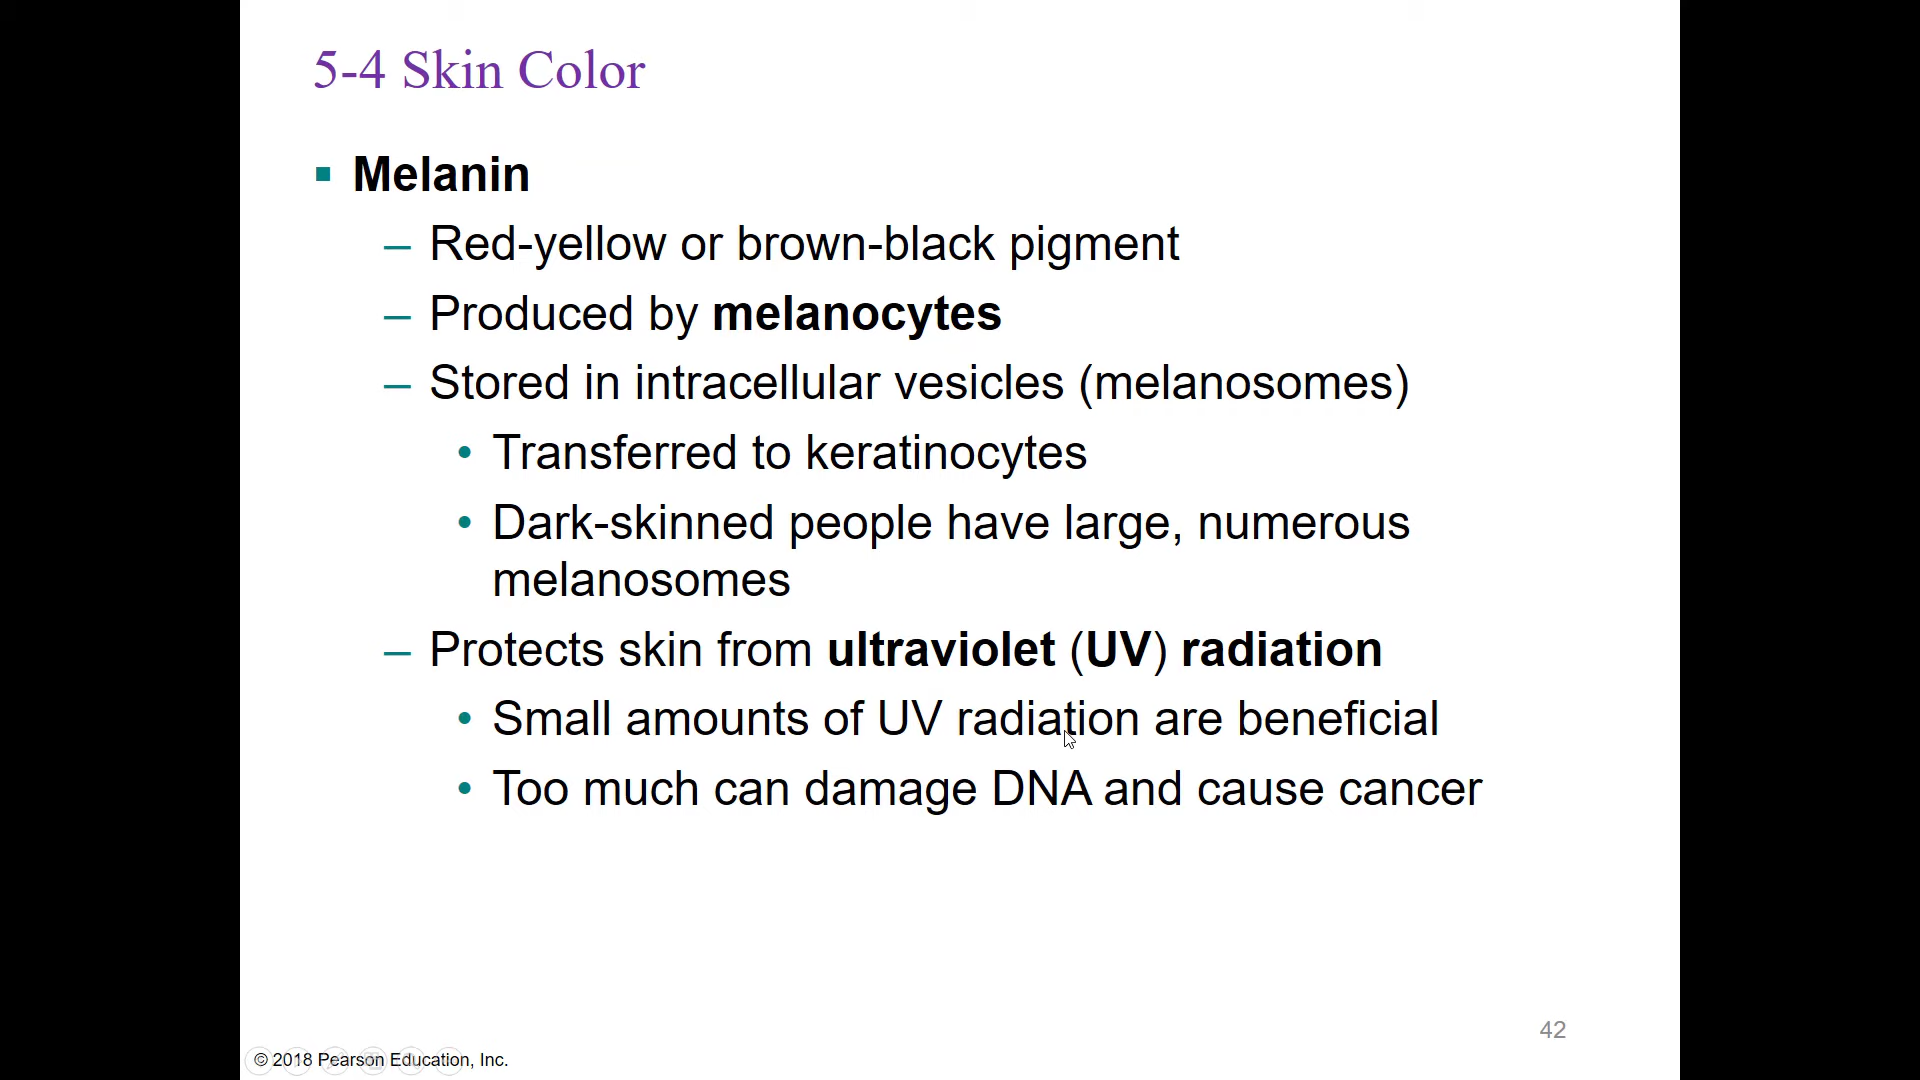 5-4 Skin Color
▪ Melanin
– Red-yellow or brown-black pigment
– Produced by melanocytes
– Stored in intracellular vesicles (melanosomes)
• Transferred to keratinocytes
• Dark-skinned people have large, numerous
melanosomes
– Protects skin from ultraviolet (UV) radiation
• Small amounts of UV radiation are beneficial
• Too much can damage DNA and cause cancer
42
© 2018 Pearson Education, Inc.